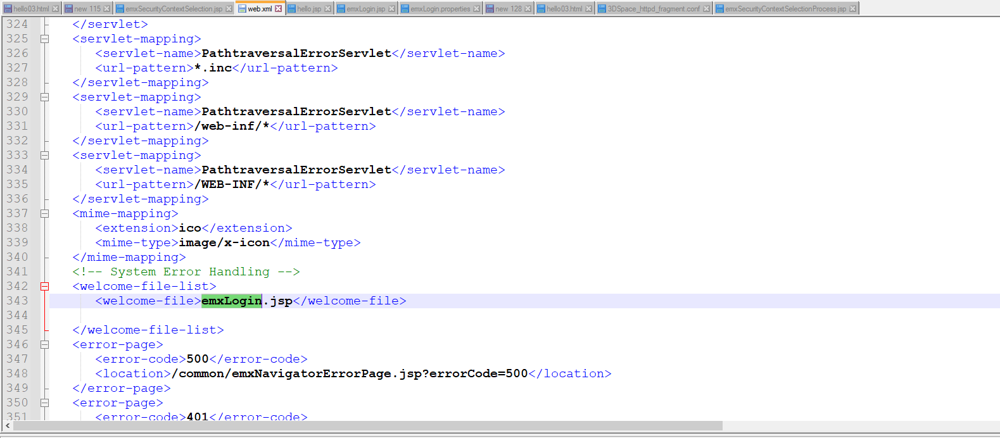 hello03.html new 115 emxSecurityContextSelection.jsp web.xml hello.jsp emxLogin.jsp emxLogin.properties new 128 hello03.html 3DSpace_httpd_fragment.conf emxSecurityContextSelectionProcess.jsp
324 </servlet>
325 <servlet-mapping>
326 <servlet-name>PathtraversalErrorServlet</servlet-name>
327 <url-pattern>*.inc</url-pattern>
328 </servlet-mapping>
329 <servlet-mapping>
330 <servlet-name>PathtraversalErrorServlet</servlet-name>
331 <url-pattern>/web-inf/*</url-pattern>
332 </servlet-mapping>
333 <servlet-mapping>
334 <servlet-name>PathtraversalErrorServlet</servlet-name>
335 <url-pattern>/WEB-INF/*</url-pattern>
336 </servlet-mapping>
337 <mime-mapping>
338 <extension>ico</extension>
339 <mime-type>image/x-icon</mime-type>
340 </mime-mapping>
341 <!-- System Error Handling -->
342 <welcome-file-list>
343 <welcome-file>emxLogin.jsp</welcome-file>
344
345 </welcome-file-list>
346 <error-page>
347 <error-code>500</error-code>
348 <location>/common/emxNavigatorErrorPage.jsp?errorCode=500</location>
349 </error-page>
350 <error-page>
351 <error-code>401</error-code>